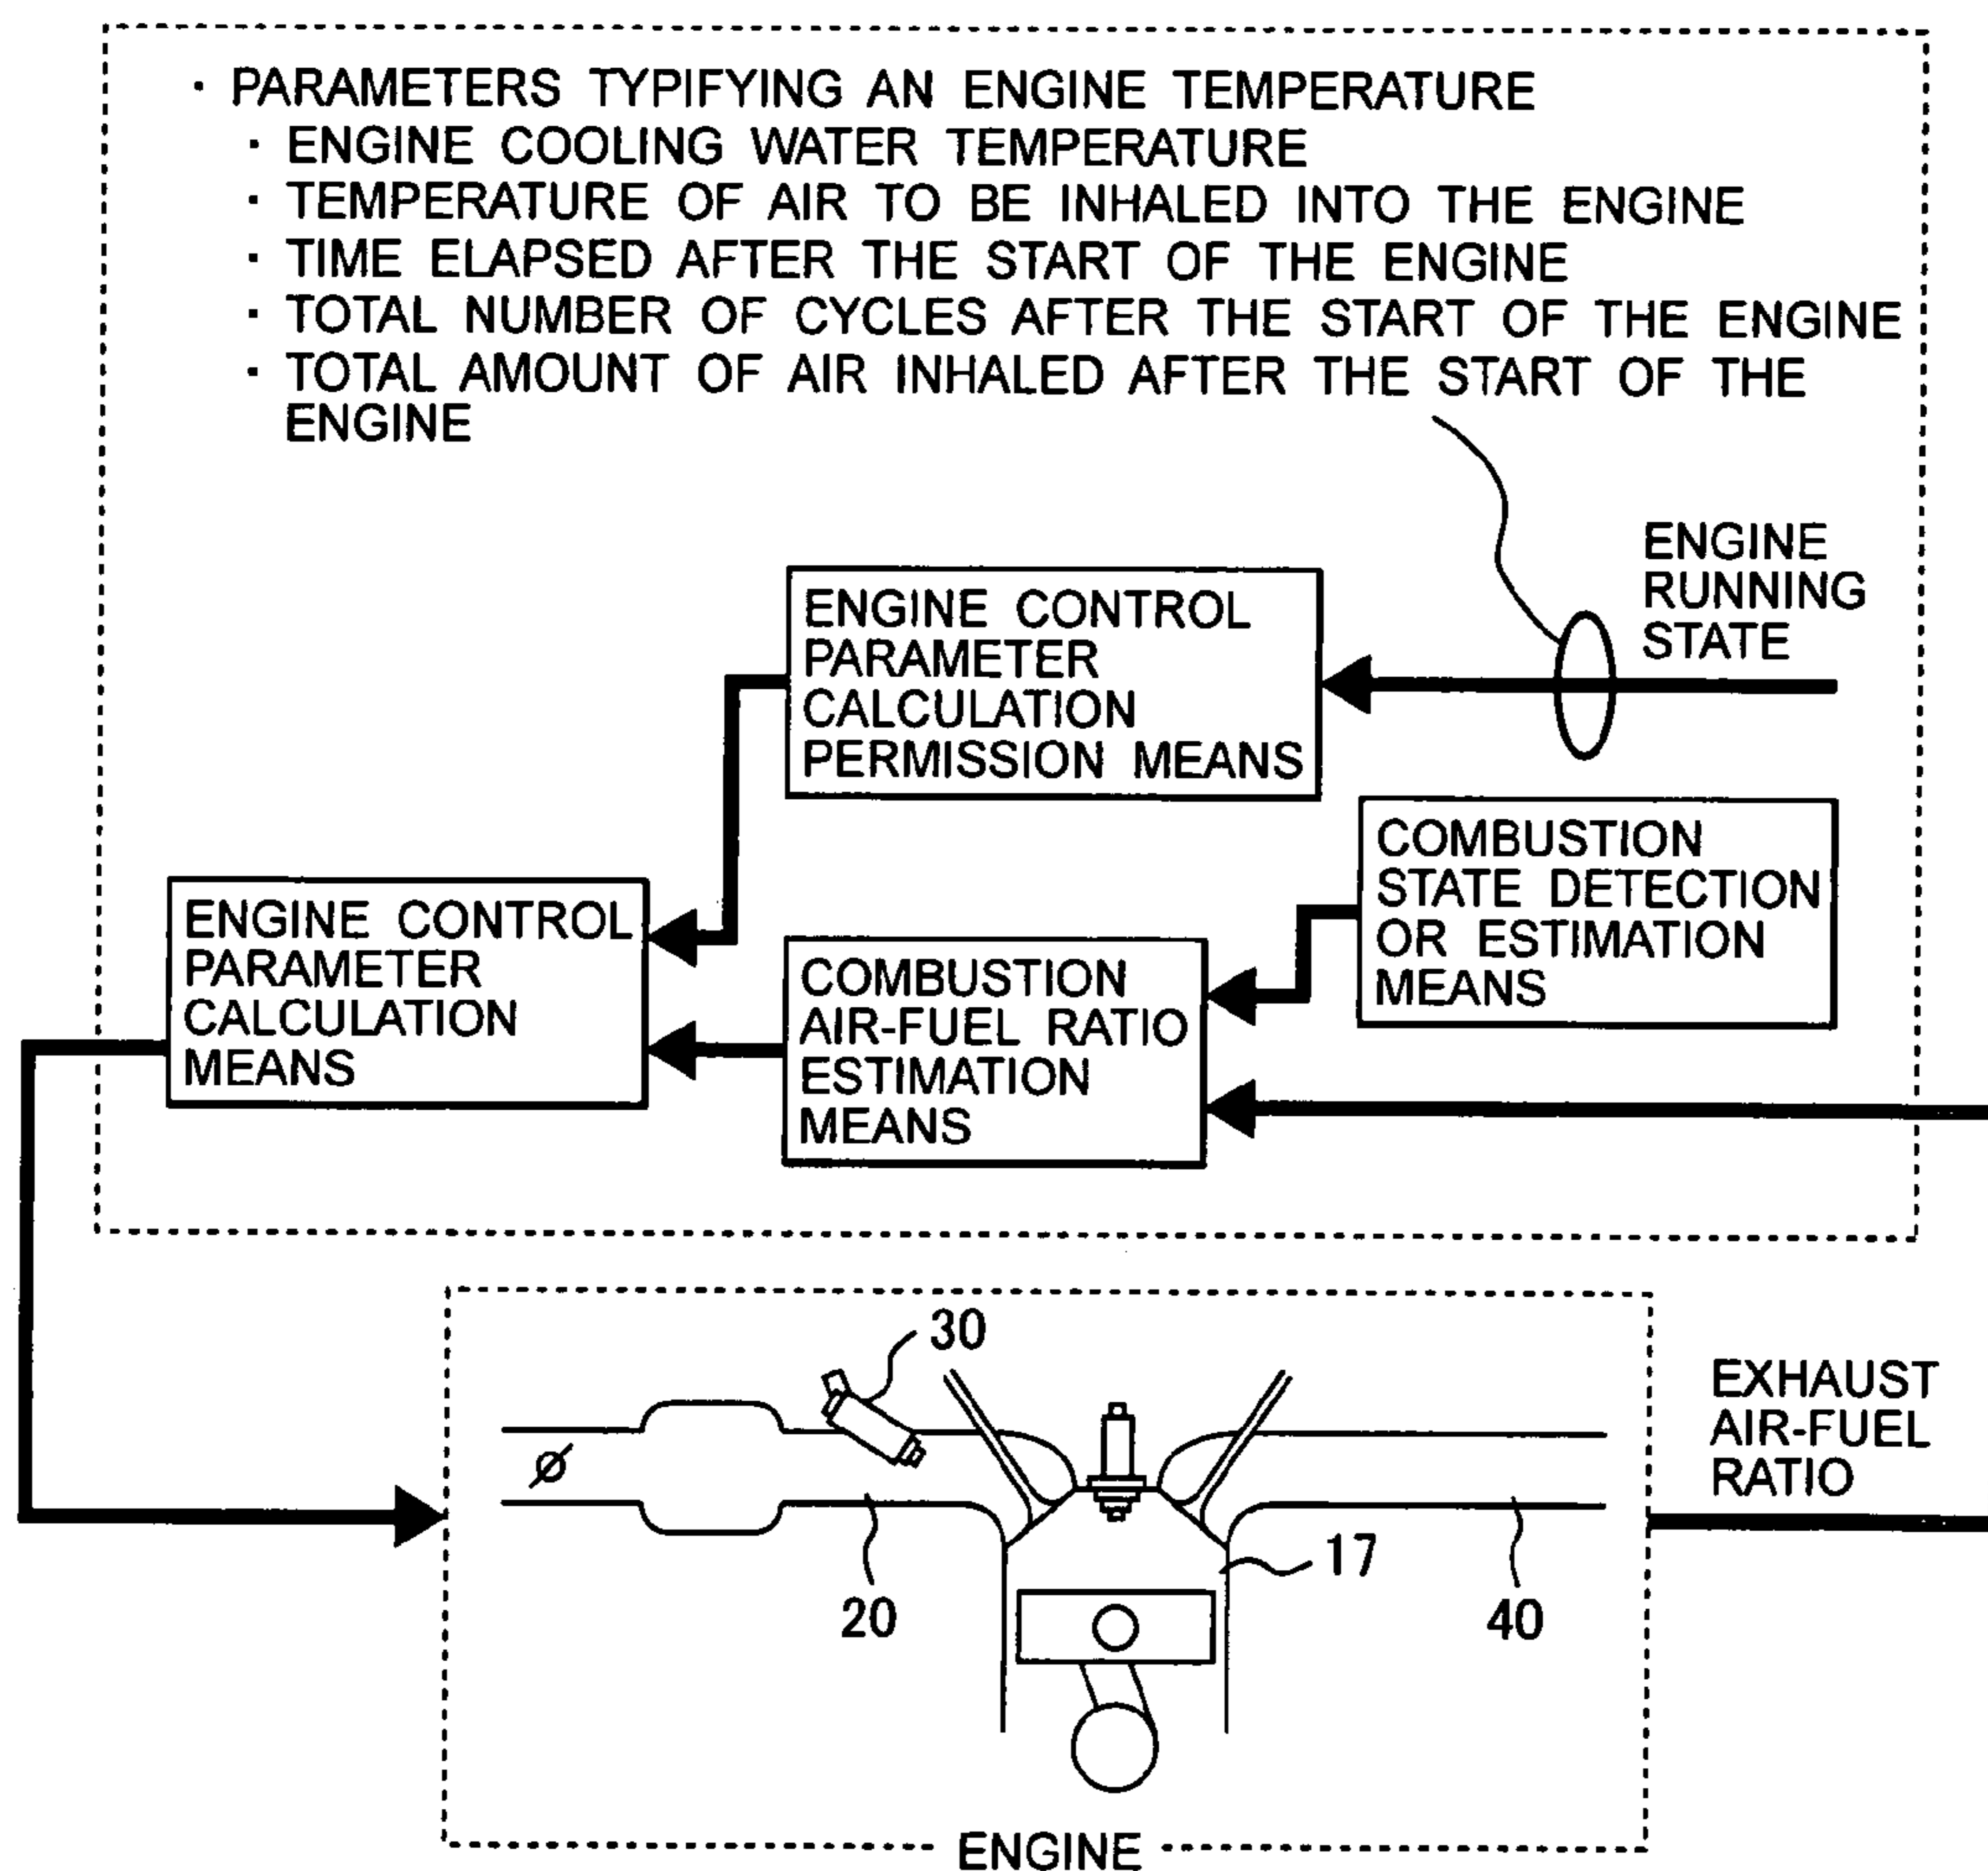 · PARAMETERS TYPIFYING AN ENGINE TEMPERATURE
· ENGINE COOLING WATER TEMPERATURE
· TEMPERATURE OF AIR TO BE INHALED INTO THE ENGINE
· TIME ELAPSED AFTER THE START OF THE ENGINE
· TOTAL NUMBER OF CYCLES AFTER THE START OF THE ENGINE
· TOTAL AMOUNT OF AIR INHALED AFTER THE START OF THE
ENGINE
ENGINE
RUNNING
STATE
ENGINE CONTROL
PARAMETER
CALCULATION
PERMISSION MEANS
COMBUSTION
STATE DETECTION
OR ESTIMATION
MEANS
ENGINE CONTROL
PARAMETER
CALCULATION
MEANS
COMBUSTION
AIR-FUEL RATIO
ESTIMATION
MEANS
30
EXHAUST
AIR-FUEL
RATIO
17
20
40
ENGINE